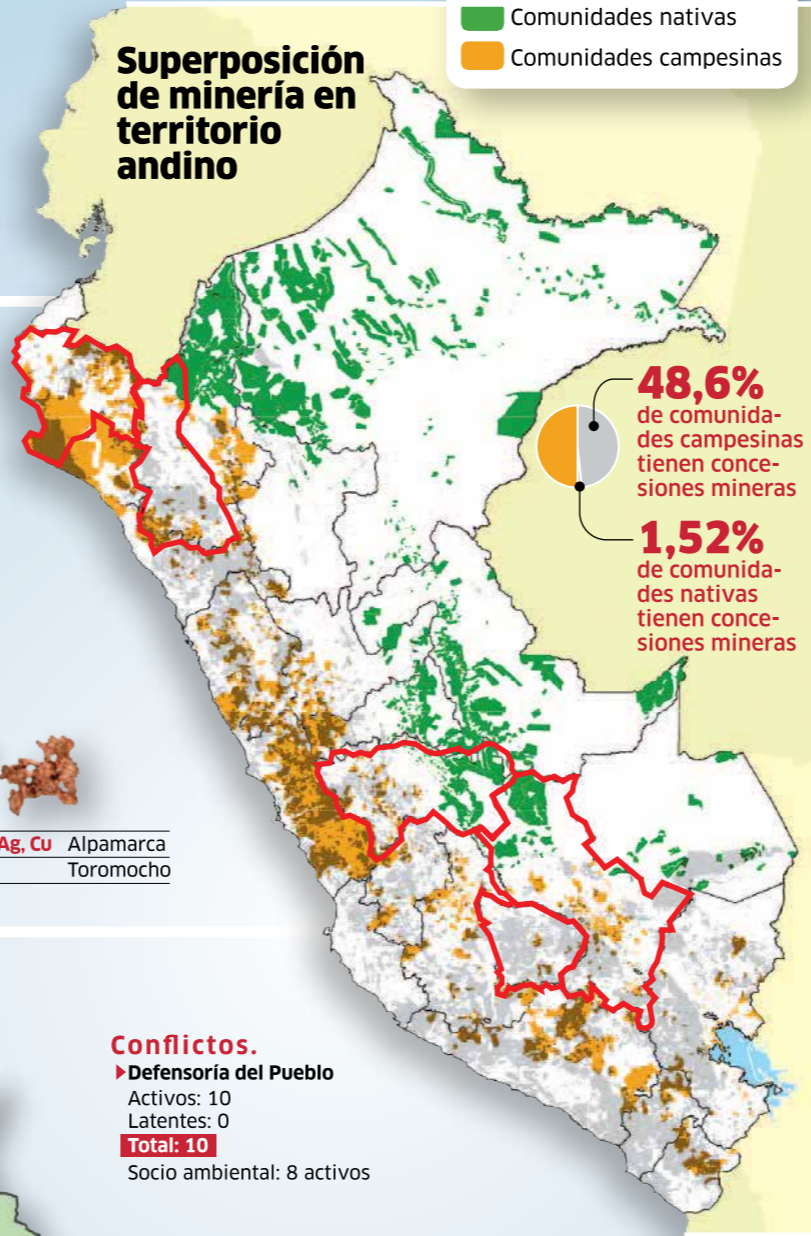 Comunidades nativas
Comunidades campesinas
Superposición
de minería en
territorio
andino
48,6%
de comunida-
des campesinas
tienen conce-
siones mineras
1,52%
de comunida-
des nativas
tienen conce-
siones mineras
Ag, Cu Alpamarca
Toromocho
Conflictos.
Defensoría del Pueblo
Activos: 10
Latentes: 0
Total: 10
Socio ambiental: 8 activos